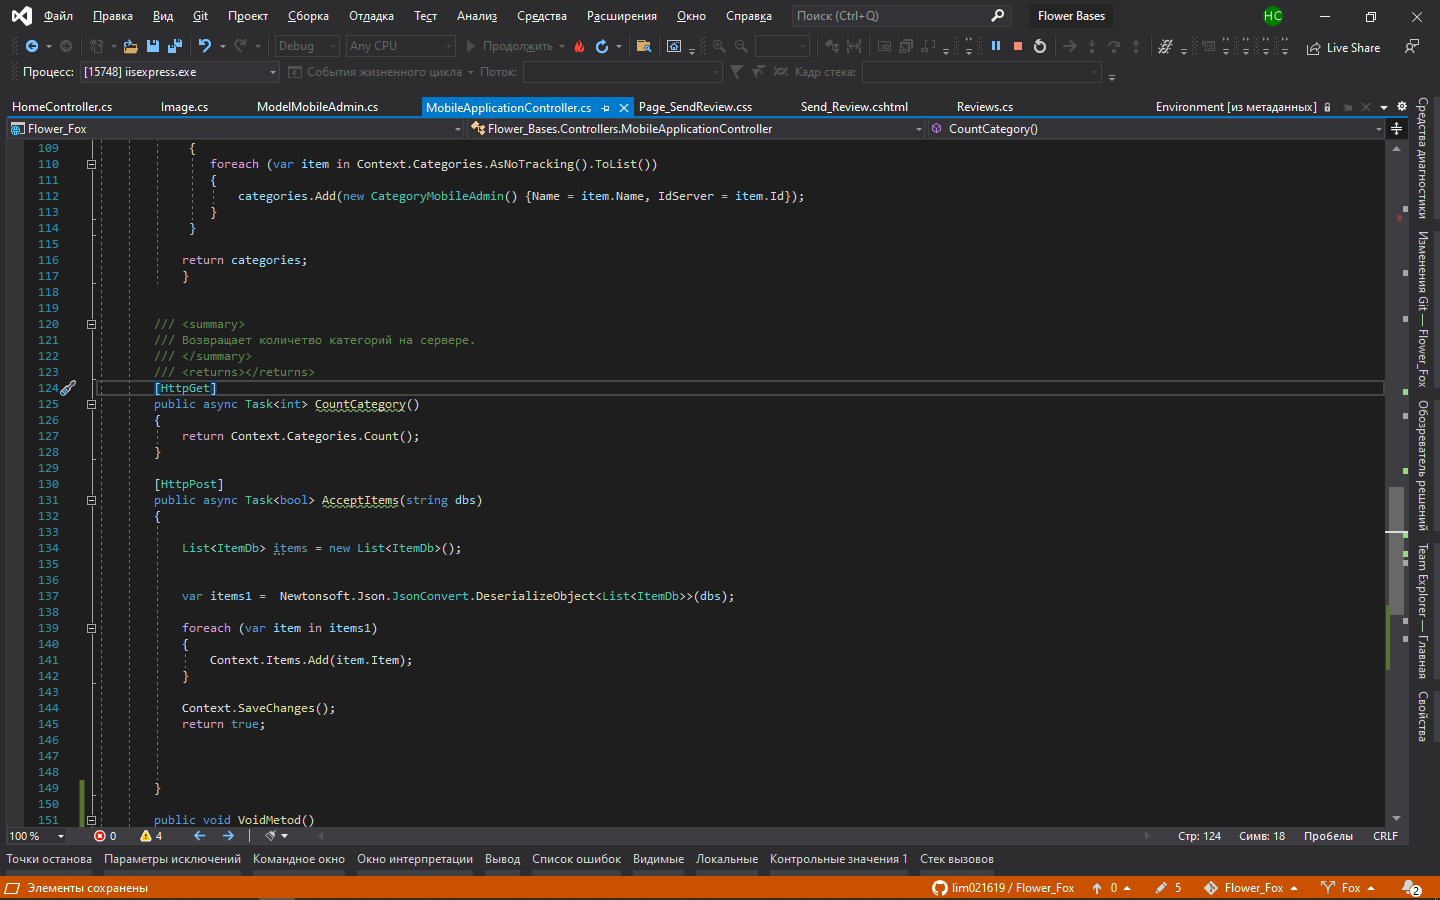 Файл Правка Вид Git Проект Сборка Отладка Тест Анализ Средства Расширения Окно Справка Поиск (Ctrl+Q) Flower Bases HC
Debug Any CPU Продолжить Live Share
Процесс: [15748] iisexpress.exe События жизненного цикла Поток: Кадр стека:
HomeController.cs Image.cs ModelMobileAdmin.cs MobileApplicationController.cs Page_SendReview.css Send_Review.cshtml Reviews.cs Environment [из метаданных]
Flower_Fox Flower_Bases.Controllers.MobileApplicationController CountCategory()
109 {
110 foreach (var item in Context.Categories.AsNoTracking().ToList())
111 {
112 categories.Add(new CategoryMobileAdmin() {Name = item.Name, IdServer = item.Id});
113 }
114 }
115
116 return categories;
117 }
118
119
120 /// <summary>
121 /// Возвращает количетво категорий на сервере.
122 /// </summary>
123 /// <returns></returns>
124 [HttpGet]
125 public async Task<int> CountCategory()
126 {
127 return Context.Categories.Count();
128 }
129
130 [HttpPost]
131 public async Task<bool> AcceptItems(string dbs)
132 {
133
134 List<ItemDb> items = new List<ItemDb>();
135
136
137 var items1 =  Newtonsoft.Json.JsonConvert.DeserializeObject<List<ItemDb>>(dbs);
138
139 foreach (var item in items1)
140 {
141 Context.Items.Add(item.Item);
142 }
143
144 Context.SaveChanges();
145 return true;
146
147
148
149 }
150
151 public void VoidMetod()
100 % 0 4 Стр: 124 Симв: 18 Пробелы CRLF
Точки останова Параметры исключений Командное окно Окно интерпретации Вывод Список ошибок Видимые Локальные Контрольные значения 1 Стек вызовов
Элементы сохранены lim021619 / Flower_Fox 0 5 Flower_Fox Fox 2
Средства диагностики
Изменения Git — Flower_Fox
Обозреватель решений
Team Explorer — Главная
Свойства